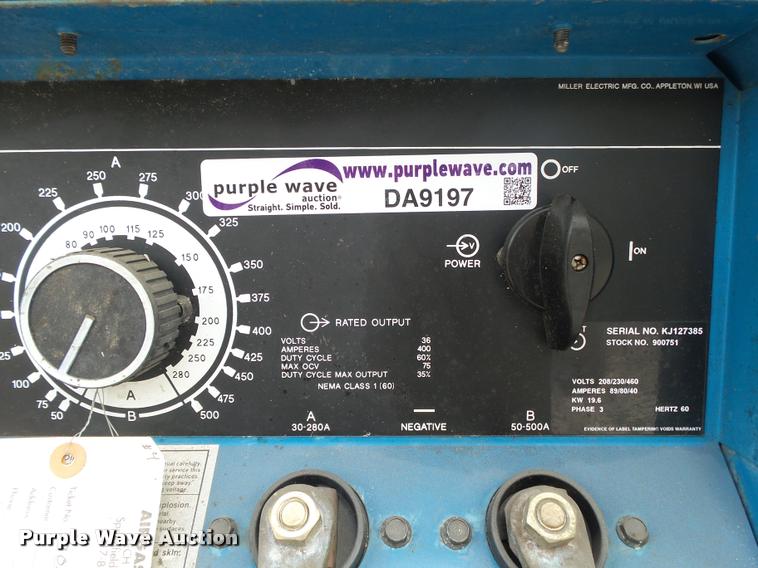 MILLER ELECTRIC MFG. CO., APPLETON, WI USA
purple wave
auction®
Straight. Simple. Sold.
www.purplewave.com
DA9197
OFF
ON
V
POWER
A
200
225
250
275
300
325
350
375
400
425
450
475
500
50
75
100
80
90
100
115
125
150
180
200
230
250
280
A
B
RATED OUTPUT
VOLTS 36
AMPERES 400
DUTY CYCLE 60%
MAX OCV 75
DUTY CYCLE MAX OUTPUT 35%
NEMA CLASS 1 (60)
SERIAL NO. KJ127385
STOCK NO. 900751
VOLTS 208/230/460
AMPERES 89/80/40
KW 19.6
PHASE 3 HERTZ 60
EVIDENCE OF LABEL TAMPERING VOIDS WARRANTY
A
30-280A
NEGATIVE
B
50-500A
Purple Wave Auction